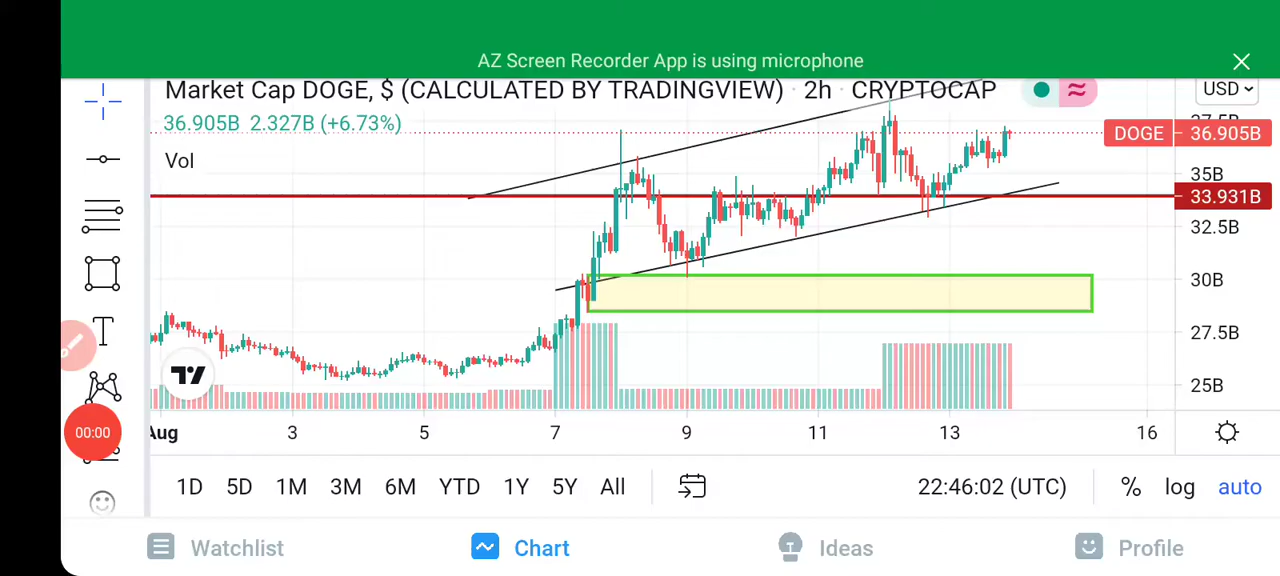 AZ Screen Recorder App is using microphone
Market Cap DOGE, $ (CALCULATED BY TRADINGVIEW) · 2h · CRYPTOCAP
USD
36.905B 2.327B (+6.73%)
DOGE 36.905B
Vol
35B
33.931B
32.5B
30B
27.5B
25B
00:00
Aug 3 5 7 9 11 13 16
1D 5D 1M 3M 6M YTD 1Y 5Y All 22:46:02 (UTC) % log auto
Watchlist Chart Ideas Profile